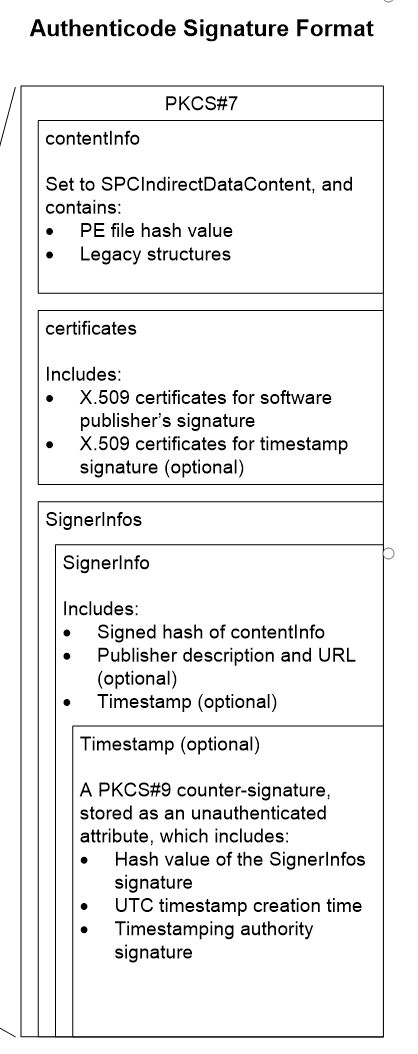 Authenticode Signature Format
PKCS#7
contentInfo
Set to SPCIndirectDataContent, and
contains:
• PE file hash value
• Legacy structures
certificates
Includes:
• X.509 certificates for software
publisher’s signature
• X.509 certificates for timestamp
signature (optional)
SignerInfos
SignerInfo
Includes:
• Signed hash of contentInfo
• Publisher description and URL
(optional)
• Timestamp (optional)
Timestamp (optional)
A PKCS#9 counter-signature,
stored as an unauthenticated
attribute, which includes:
• Hash value of the SignerInfos
signature
• UTC timestamp creation time
• Timestamping authority
signature